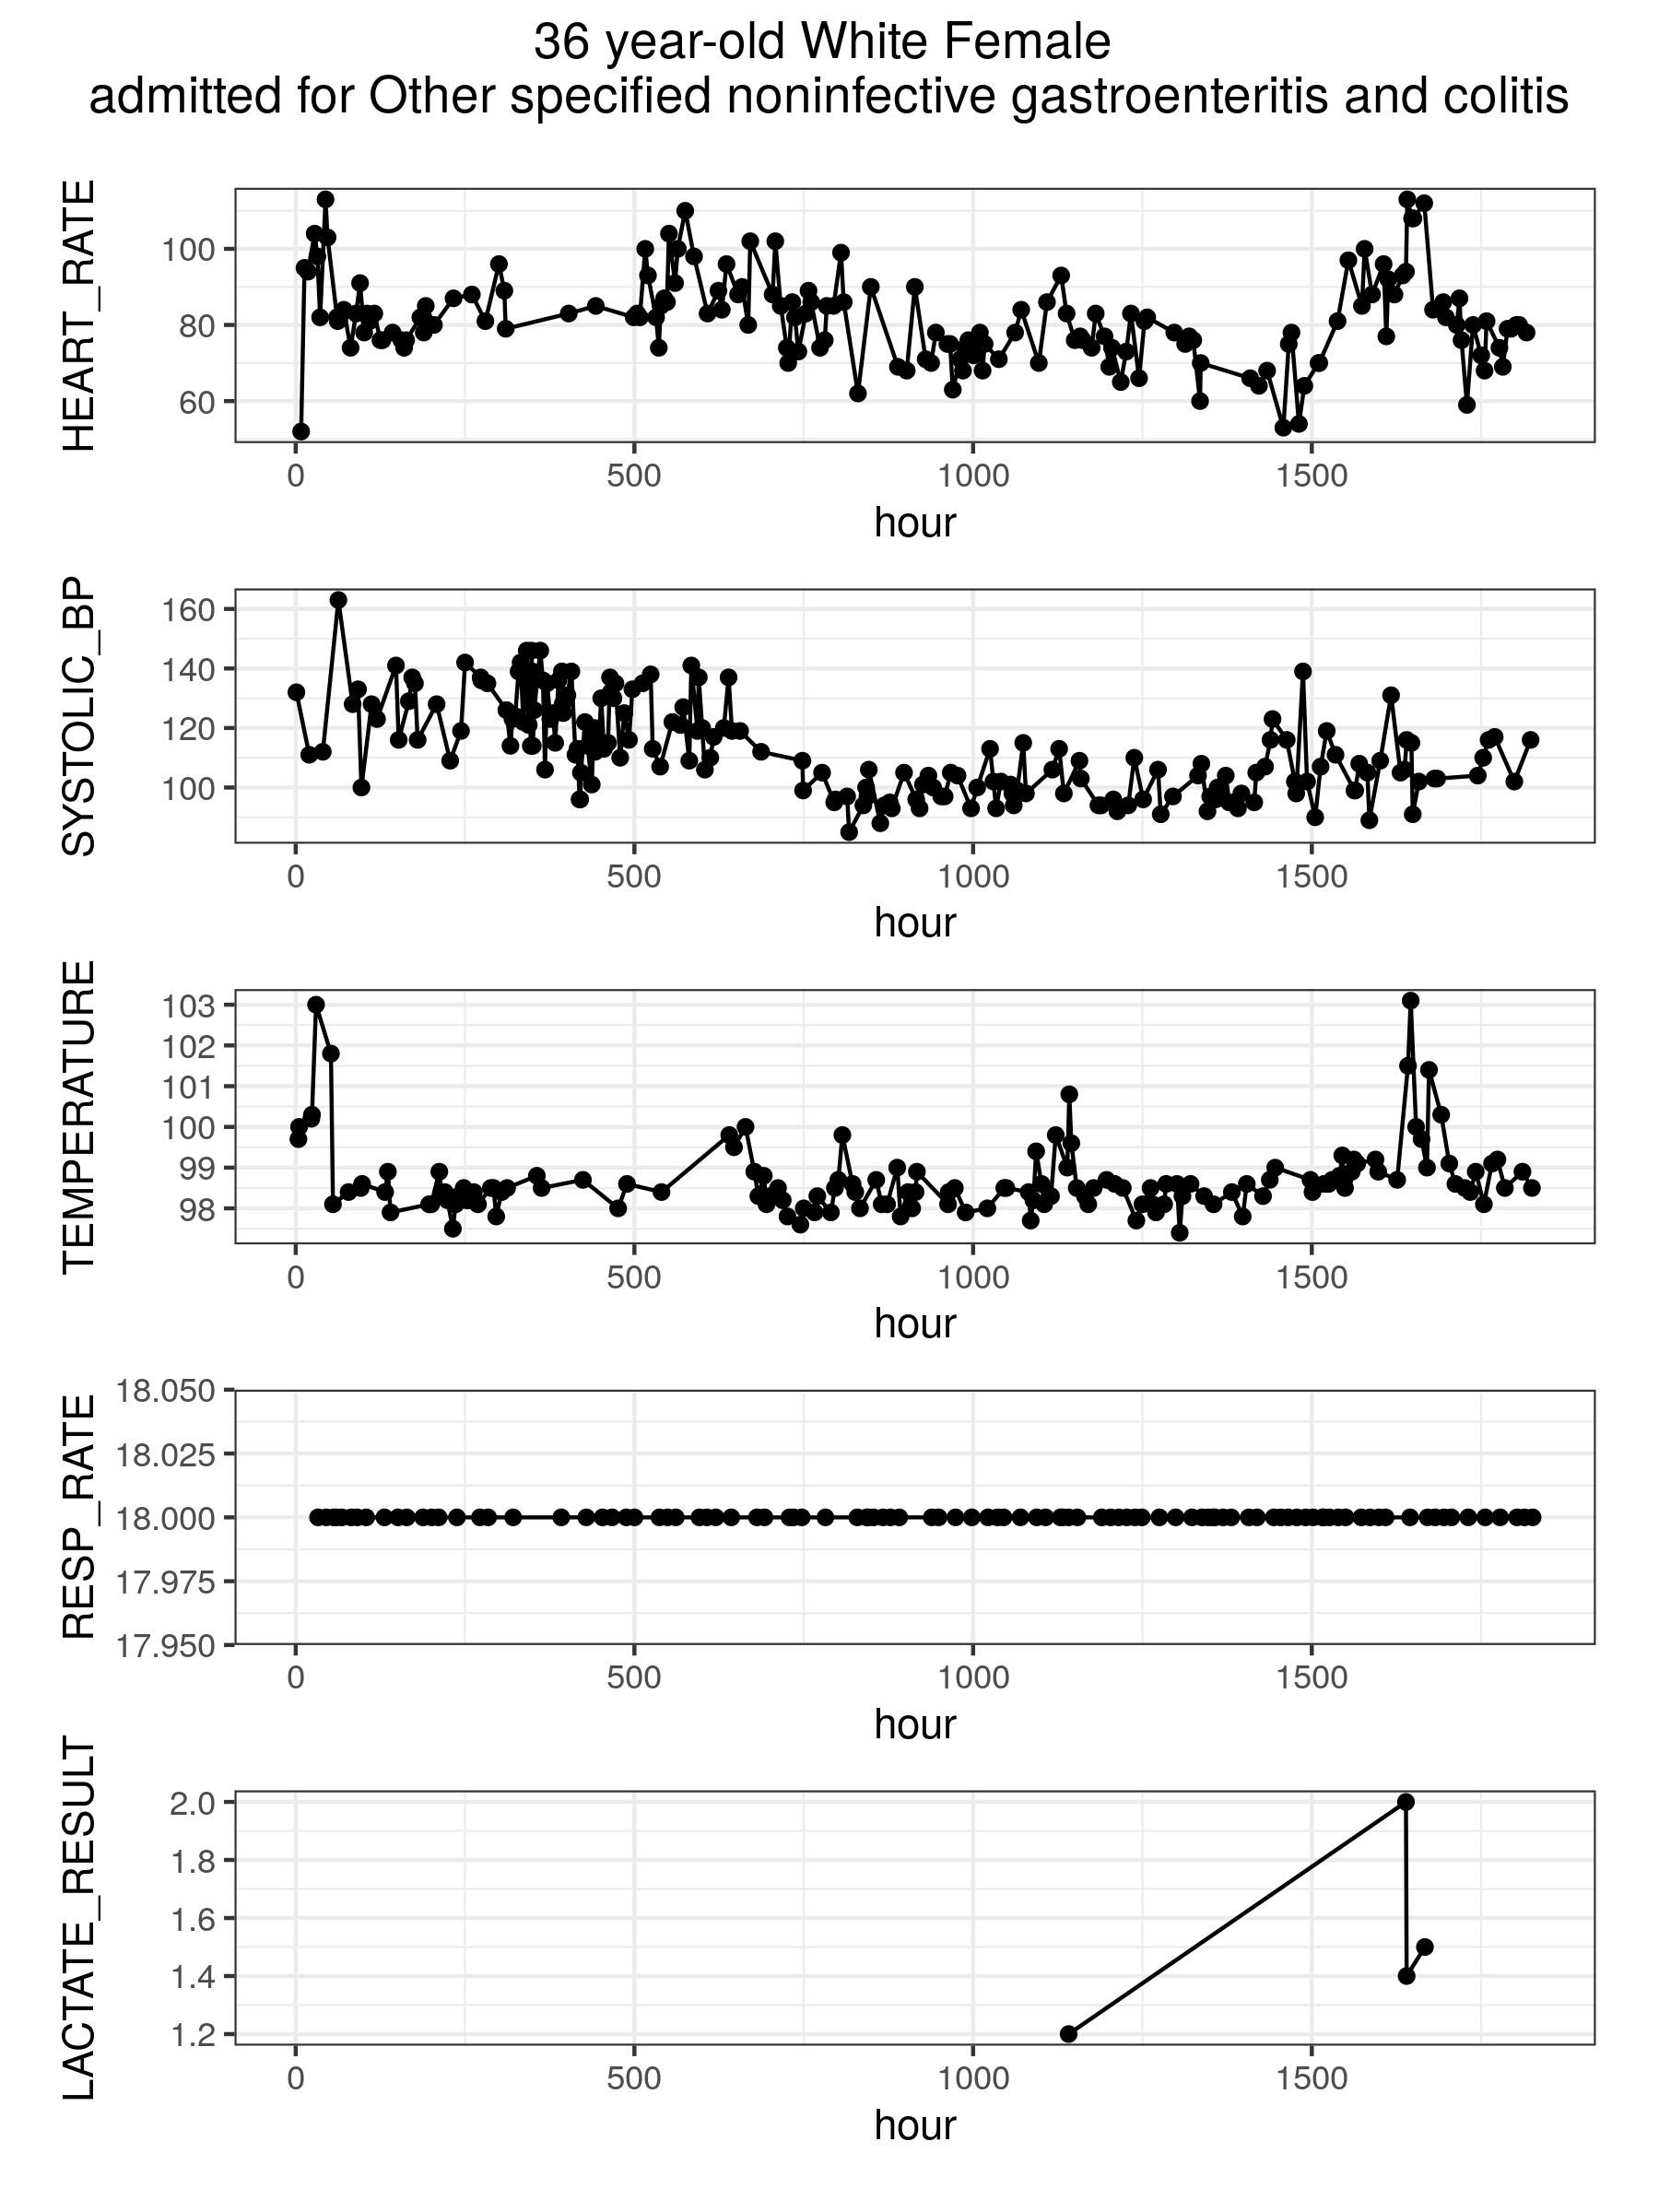 36 year-old White Female
admitted for Other specified noninfective gastroenteritis and colitis
HEART_RATE
100
80
60
0 500 1000 1500
hour
SYSTOLIC_BP
160
140
120
100
0 500 1000 1500
hour
TEMPERATURE
103
102
101
100
99
98
0 500 1000 1500
hour
RESP_RATE
18.050
18.025
18.000
17.975
17.950
0 500 1000 1500
hour
LACTATE_RESULT
2.0
1.8
1.6
1.4
1.2
0 500 1000 1500
hour